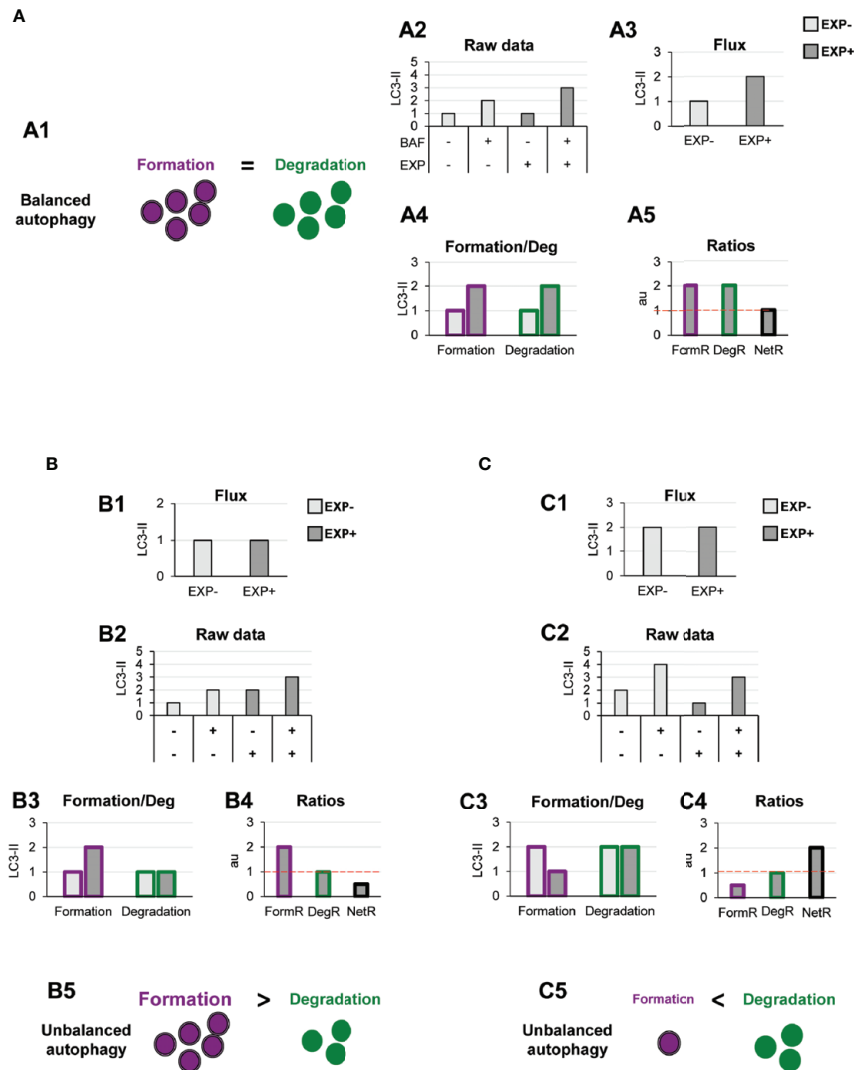 A
A2
Raw data
LC3-II
5
4
3
2
1
0
BAF - + - +
EXP - - + +
A3
Flux
LC3-II
3
2
1
0
EXP- EXP+
EXP-
EXP+
A1
Formation = Degradation
Balanced
autophagy
A4
Formation/Deg
LC3-II
3
2
1
0
Formation Degradation
A5
Ratios
au
3
2
1
0
FormR DegR NetR
B
B1
Flux
LC3-II
2
1
0
EXP- EXP+
EXP-
EXP+
B2
Raw data
LC3-II
5
4
3
2
1
0
- + - +
- - + +
B3
Formation/Deg
LC3-II
3
2
1
0
Formation Degradation
B4
Ratios
au
3
2
1
0
FormR DegR NetR
B5
Formation > Degradation
Unbalanced
autophagy
C
C1
Flux
LC3-II
3
2
1
0
EXP- EXP+
EXP-
EXP+
C2
Raw data
LC3-II
5
4
3
2
1
0
- + - +
- - + +
C3
Formation/Deg
LC3-II
3
2
1
0
Formation Degradation
C4
Ratios
au
3
2
1
0
FormR DegR NetR
C5
Formation < Degradation
Unbalanced
autophagy